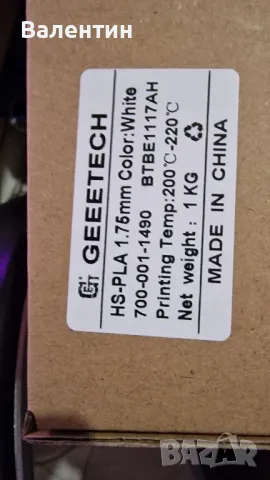 Валентин
GEEETECH
HS-PLA 1.75mm Color:White
700-001-1490 BTBE1117AH
Printing Temp:200℃-220℃
Net weight: 1 KG
MADE IN CHINA
BAZAR